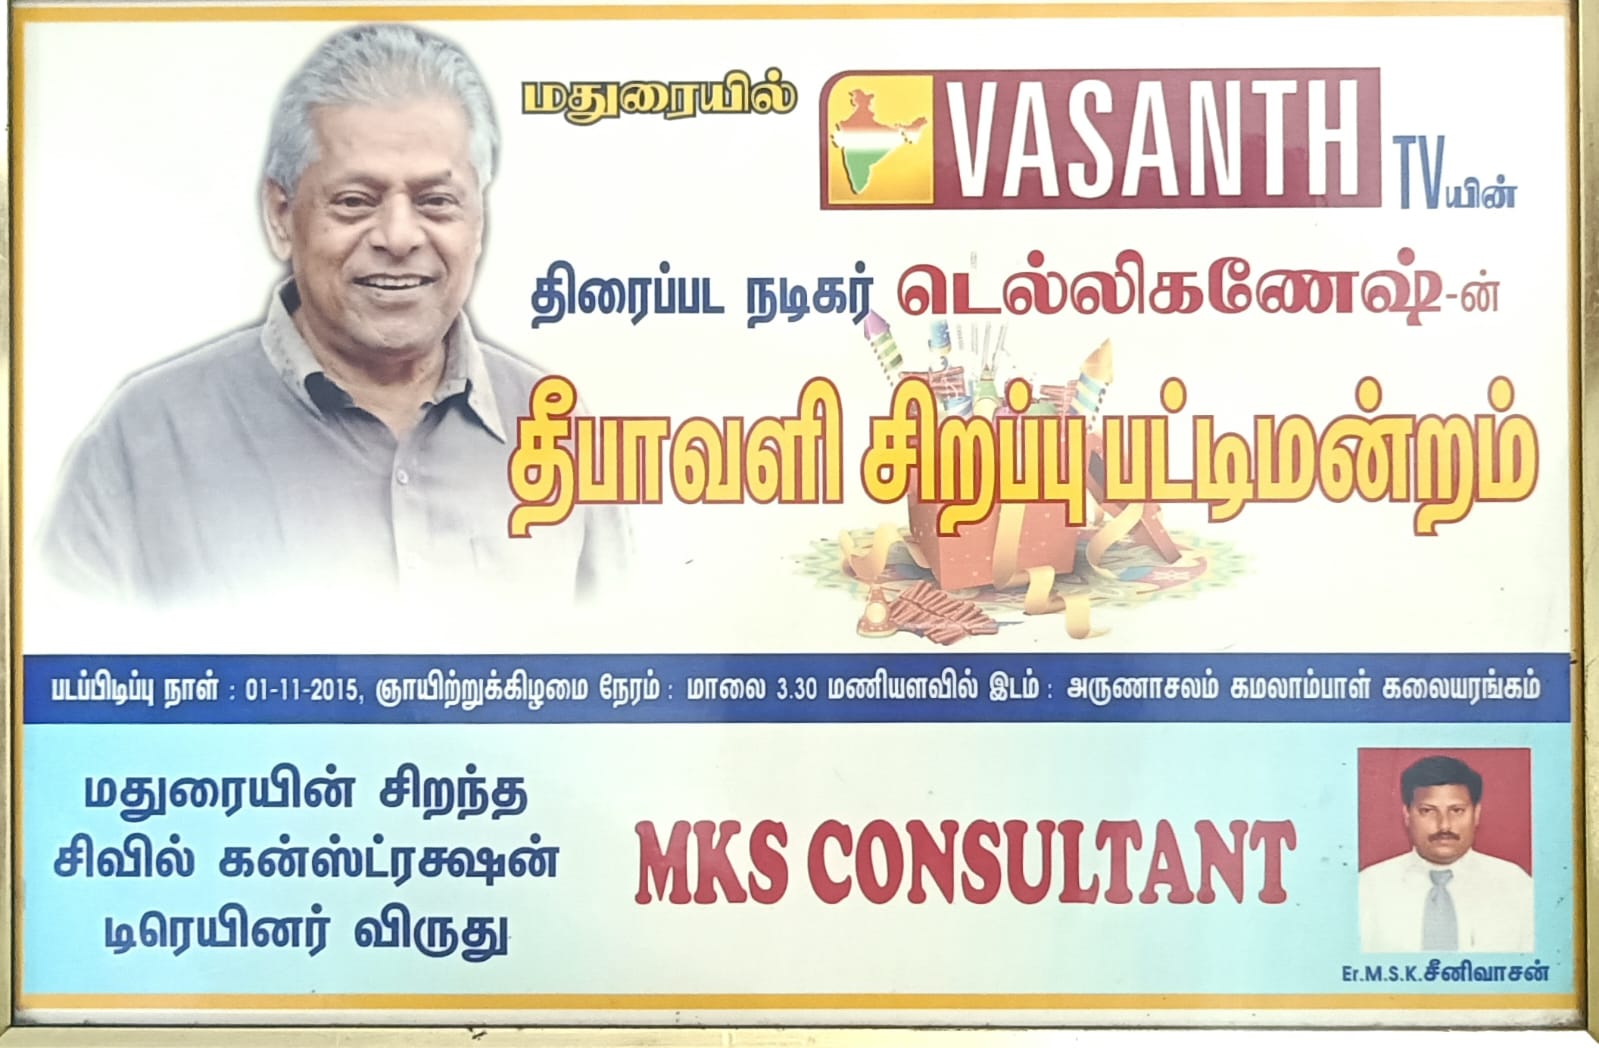 மதுரையில்
VASANTH TVயின்
திரைப்பட நடிகர் டெல்லிகணேஷ்-ன்
தீபாவளி சிறப்பு பட்டிமன்றம்
படப்பிடிப்பு நாள் : 01-11-2015, ஞாயிற்றுக்கிழமை நேரம் : மாலை 3.30 மணியளவில் இடம் : அருணாசலம் கமலாம்பாள் கலையரங்கம்
மதுரையின் சிறந்த
சிவில் கன்ஸ்ட்ரக்ஷன்
டிரெயினர் விருது
MKS CONSULTANT
Er.M.S.K.சீனிவாசன்